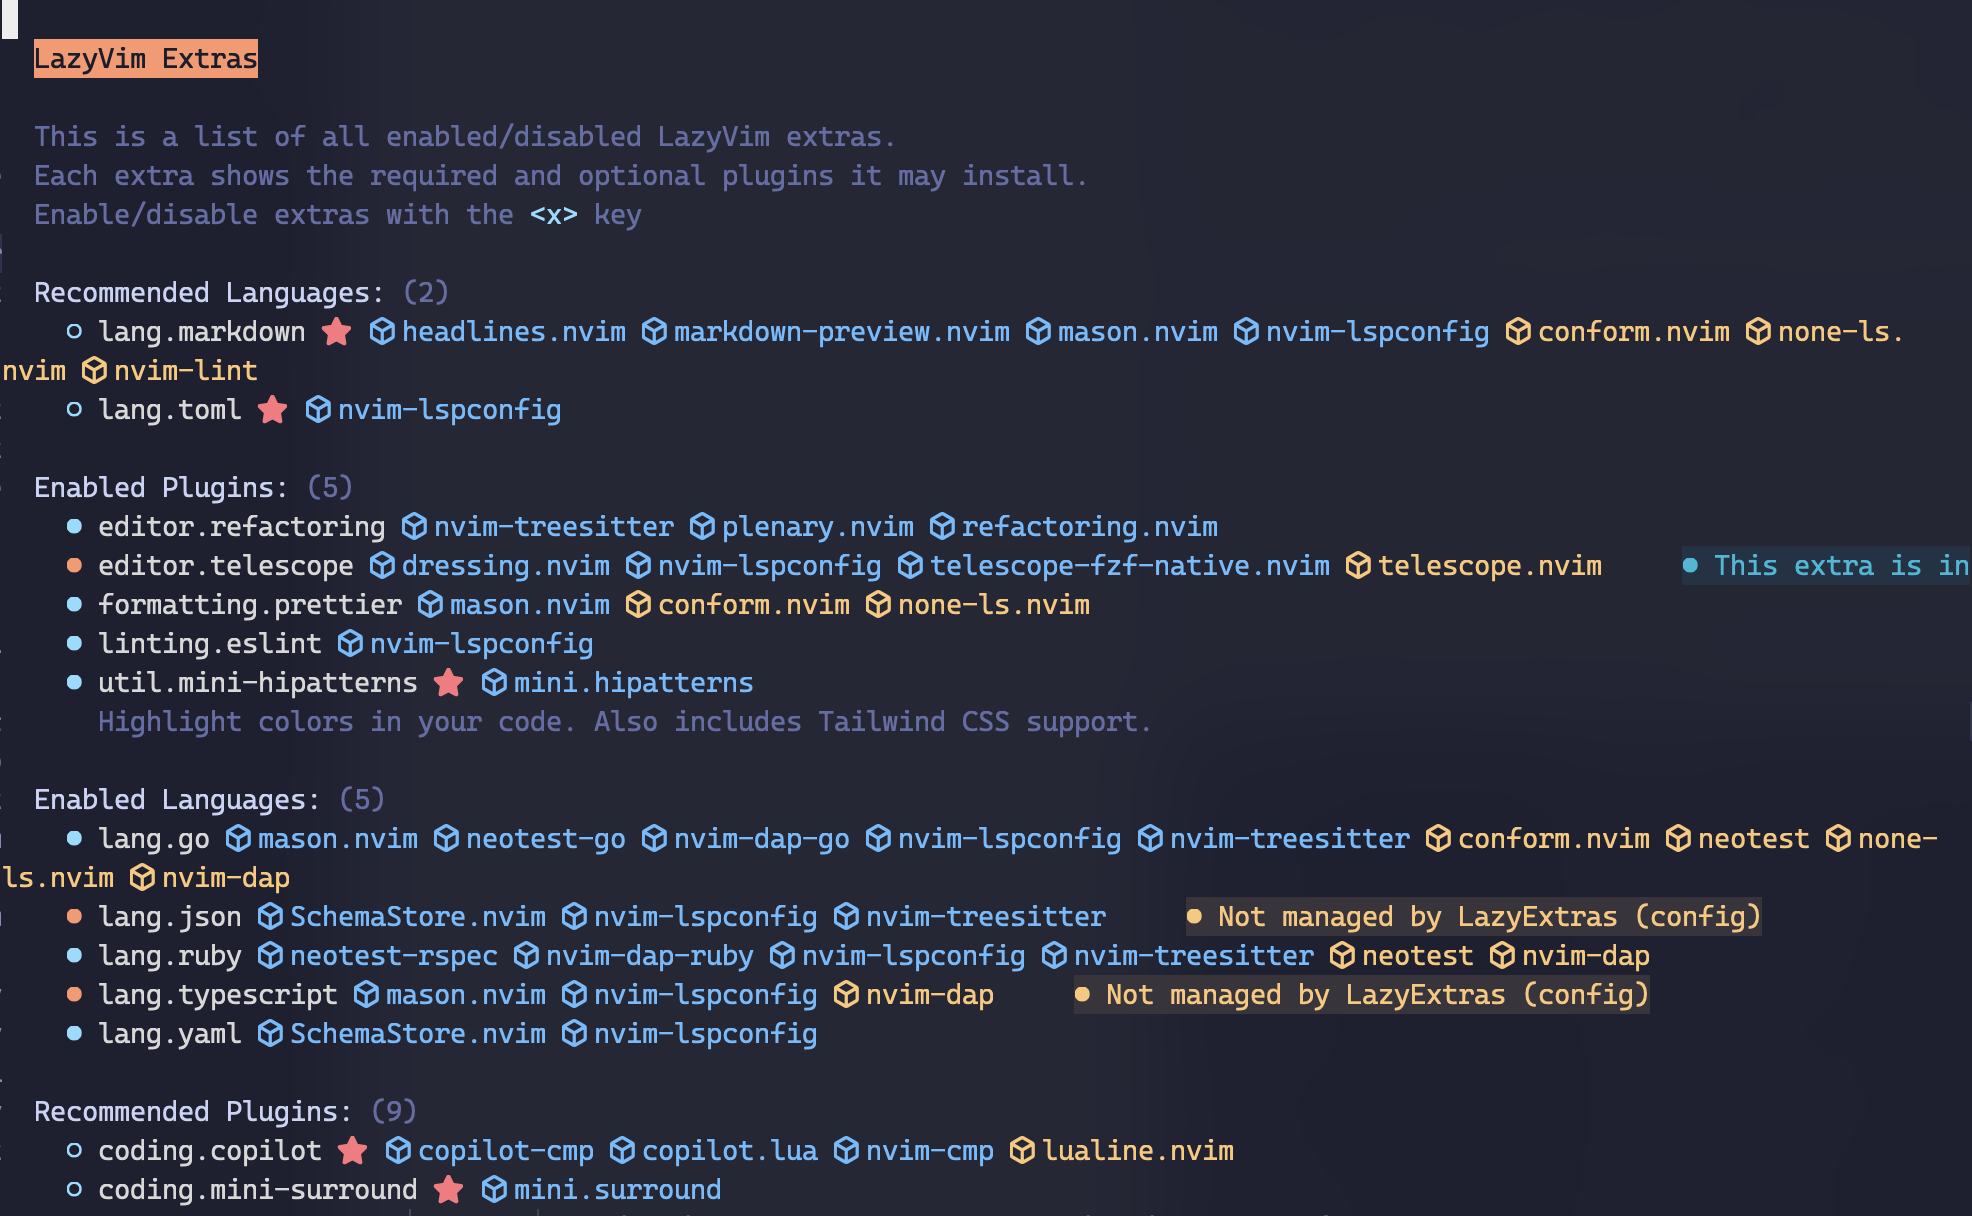 LazyVim Extras
This is a list of all enabled/disabled LazyVim extras.
Each extra shows the required and optional plugins it may install.
Enable/disable extras with the <x> key
Recommended Languages: (2)
lang.markdown headlines.nvim markdown-preview.nvim mason.nvim nvim-lspconfig conform.nvim none-ls.
nvim nvim-lint
lang.toml nvim-lspconfig
Enabled Plugins: (5)
editor.refactoring nvim-treesitter plenary.nvim refactoring.nvim
editor.telescope dressing.nvim nvim-lspconfig telescope-fzf-native.nvim telescope.nvim ● This extra is in
formatting.prettier mason.nvim conform.nvim none-ls.nvim
linting.eslint nvim-lspconfig
util.mini-hipatterns mini.hipatterns
Highlight colors in your code. Also includes Tailwind CSS support.
Enabled Languages: (5)
lang.go mason.nvim neotest-go nvim-dap-go nvim-lspconfig nvim-treesitter conform.nvim neotest none-
ls.nvim nvim-dap
lang.json SchemaStore.nvim nvim-lspconfig nvim-treesitter ● Not managed by LazyExtras (config)
lang.ruby neotest-rspec nvim-dap-ruby nvim-lspconfig nvim-treesitter neotest nvim-dap
lang.typescript mason.nvim nvim-lspconfig nvim-dap ● Not managed by LazyExtras (config)
lang.yaml SchemaStore.nvim nvim-lspconfig
Recommended Plugins: (9)
coding.copilot copilot-cmp copilot.lua nvim-cmp lualine.nvim
coding.mini-surround mini.surround